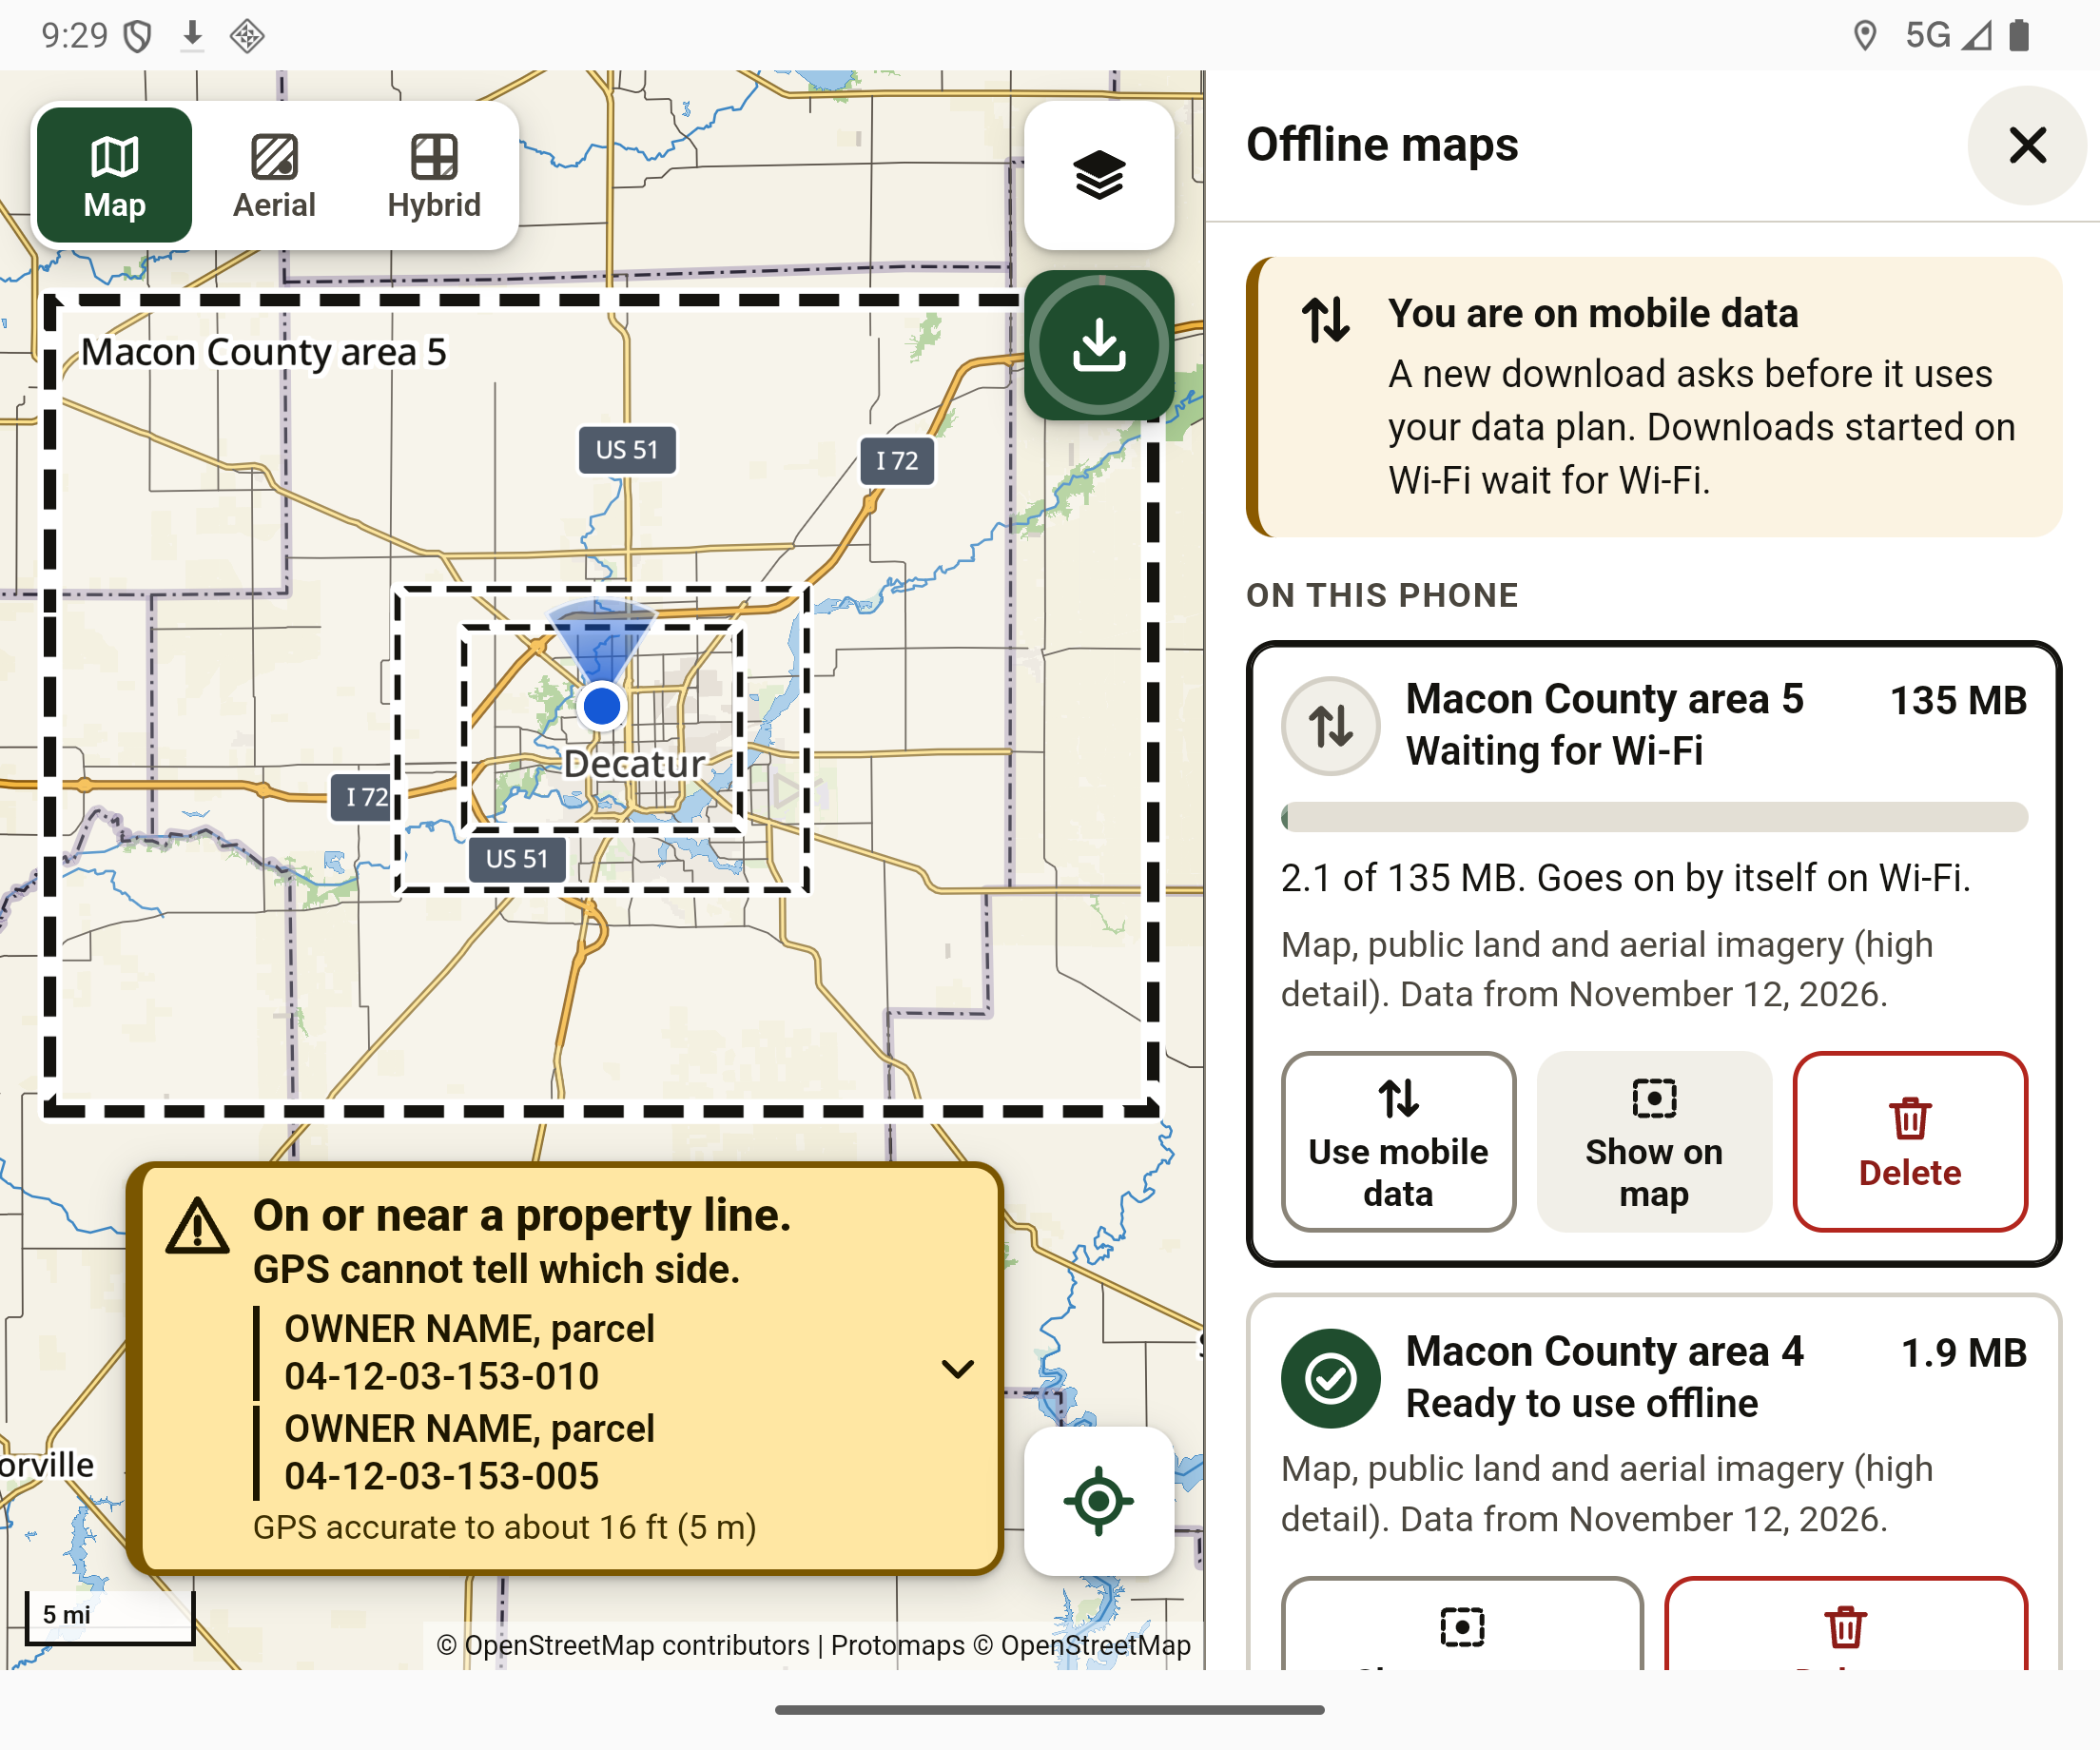 9:29
5G
Map
Aerial
Hybrid
Macon County area 5
US 51
I 72
Decatur
I 72
US 51
On or near a property line.
GPS cannot tell which side.
OWNER NAME, parcel
04-12-03-153-010
OWNER NAME, parcel
04-12-03-153-005
GPS accurate to about 16 ft (5 m)
orville
5 mi
© OpenStreetMap contributors | Protomaps © OpenStreetMap
Offline maps
You are on mobile data
A new download asks before it uses
your data plan. Downloads started on
Wi-Fi wait for Wi-Fi.
ON THIS PHONE
Macon County area 5
135 MB
Waiting for Wi-Fi
2.1 of 135 MB. Goes on by itself on Wi-Fi.
Map, public land and aerial imagery (high
detail). Data from November 12, 2026.
Use mobile
data
Show on
map
Delete
Macon County area 4
1.9 MB
Ready to use offline
Map, public land and aerial imagery (high
detail). Data from November 12, 2026.